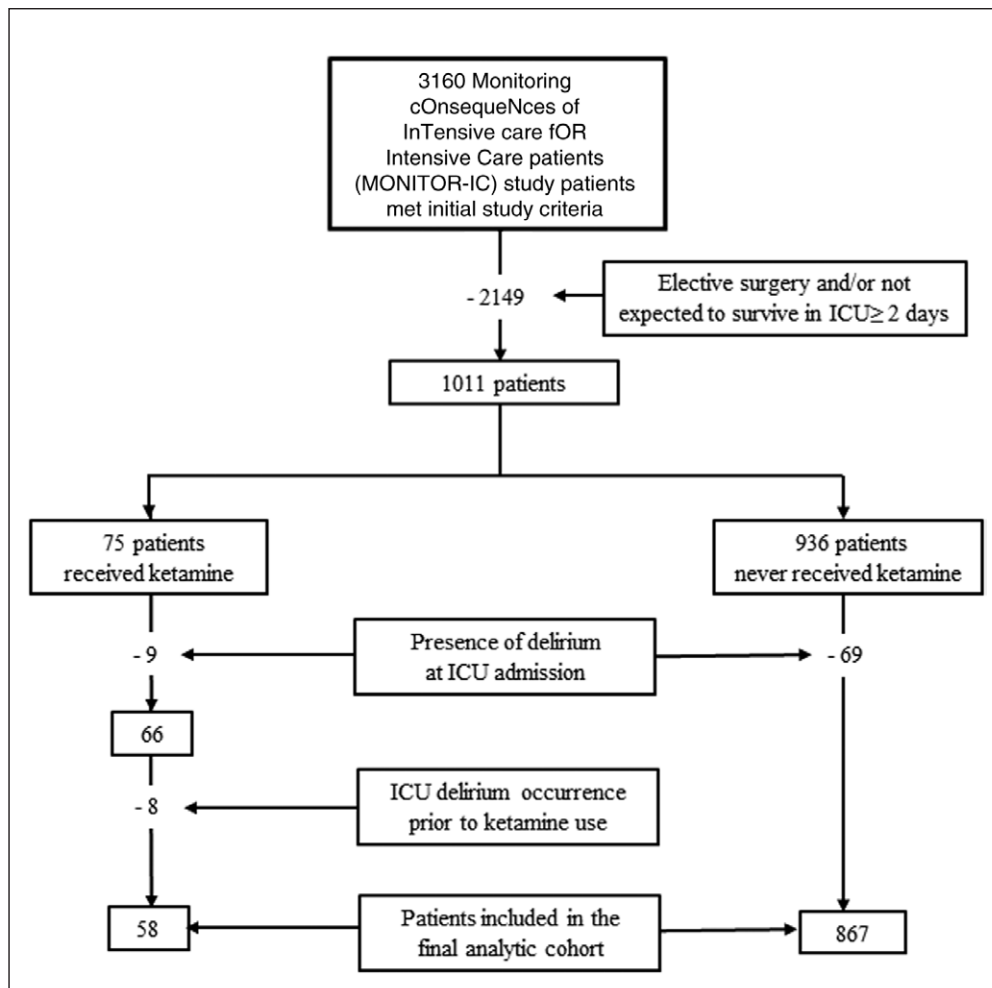 3160 Monitoring
cOnsequeNces of
InTensive care fOR
Intensive Care patients
(MONITOR-IC) study patients
met initial study criteria
- 2149
Elective surgery and/or not
expected to survive in ICU≥ 2 days
1011 patients
75 patients
received ketamine
936 patients
never received ketamine
- 9
Presence of delirium
at ICU admission
- 69
66
- 8
ICU delirium occurrence
prior to ketamine use
58
Patients included in the
final analytic cohort
867